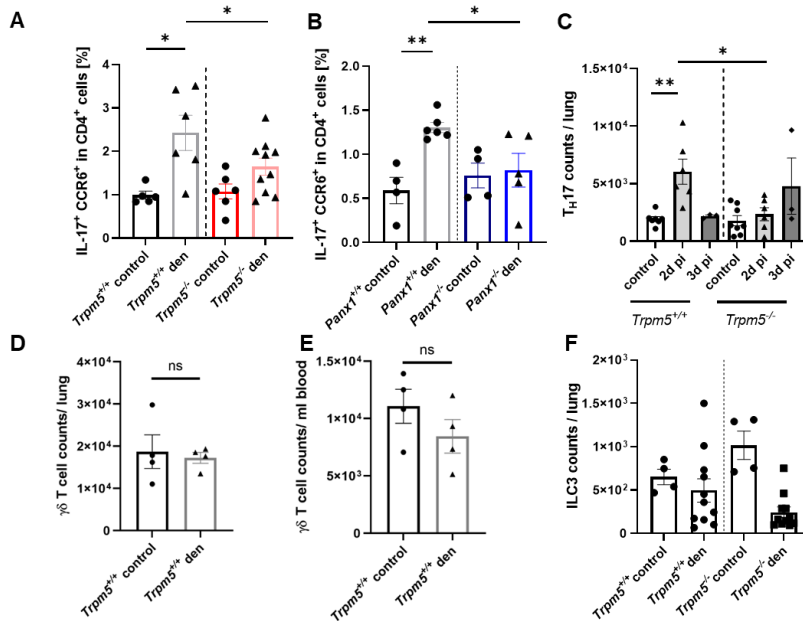 A
IL-17⁺ CCR6⁺ in CD4⁺ cells [%]
5
4
3
2
1
0
*
*
Trpm5⁺/⁺ control
Trpm5⁺/⁺ den
Trpm5⁻/⁻ control
Trpm5⁻/⁻ den
B
IL-17⁺ CCR6⁺ in CD4⁺ cells [%]
2.0
1.5
1.0
0.5
0.0
**
*
Panx1⁺/⁺ control
Panx1⁺/⁺ den
Panx1⁻/⁻ control
Panx1⁻/⁻ den
C
T_H17 counts / lung
1.5×10⁴
1×10⁴
5×10³
0
**
*
control
2d pi
3d pi
control
2d pi
3d pi
Trpm5⁺/⁺
Trpm5⁻/⁻
D
γδ T cell counts/ lung
4×10⁴
3×10⁴
2×10⁴
1×10⁴
0
ns
Trpm5⁺/⁺ control
Trpm5⁺/⁺ den
E
γδ T cell counts/ ml blood
1.5×10⁴
1×10⁴
5×10³
0
ns
Trpm5⁺/⁺ control
Trpm5⁺/⁺ den
F
ILC3 counts / lung
2×10³
1×10³
1×10³
5×10²
0
Trpm5⁺/⁺ control
Trpm5⁺/⁺ den
Trpm5⁻/⁻ control
Trpm5⁻/⁻ den